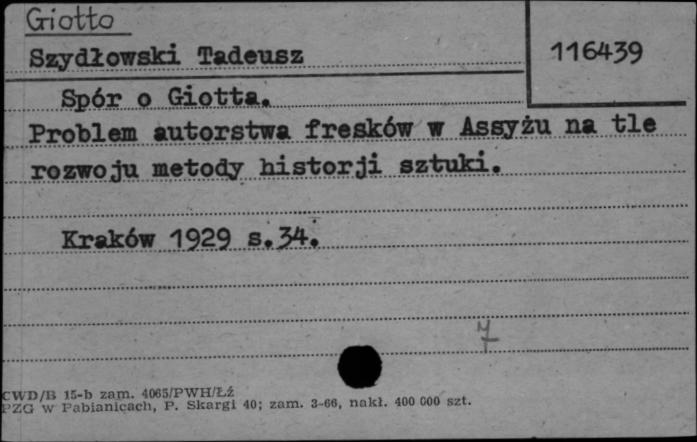 Giotto
Szydłowski Tadeusz
116439
Spór o Giotta.
Problem autorstwa fresków w Assyżu na tle
rozwoju metody historji sztuki.
Kraków 1929 s.34.
7
CWD/B 15-b zam. 4065/PWH/Łź
PZG w Pabianicach, P. Skargi 40; zam. 3-66, nakł. 400 000 szt.